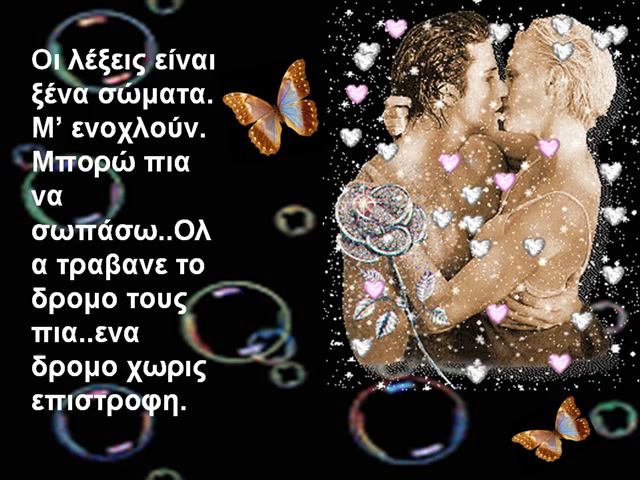 Οι λέξεις είναι
ξένα σώματα.
Μ’ ενοχλούν.
Μπορώ πια
να
σωπάσω..Ολ
α τραβανε το
δρομο τους
πια..ενα
δρομο χωρις
επιστροφη.